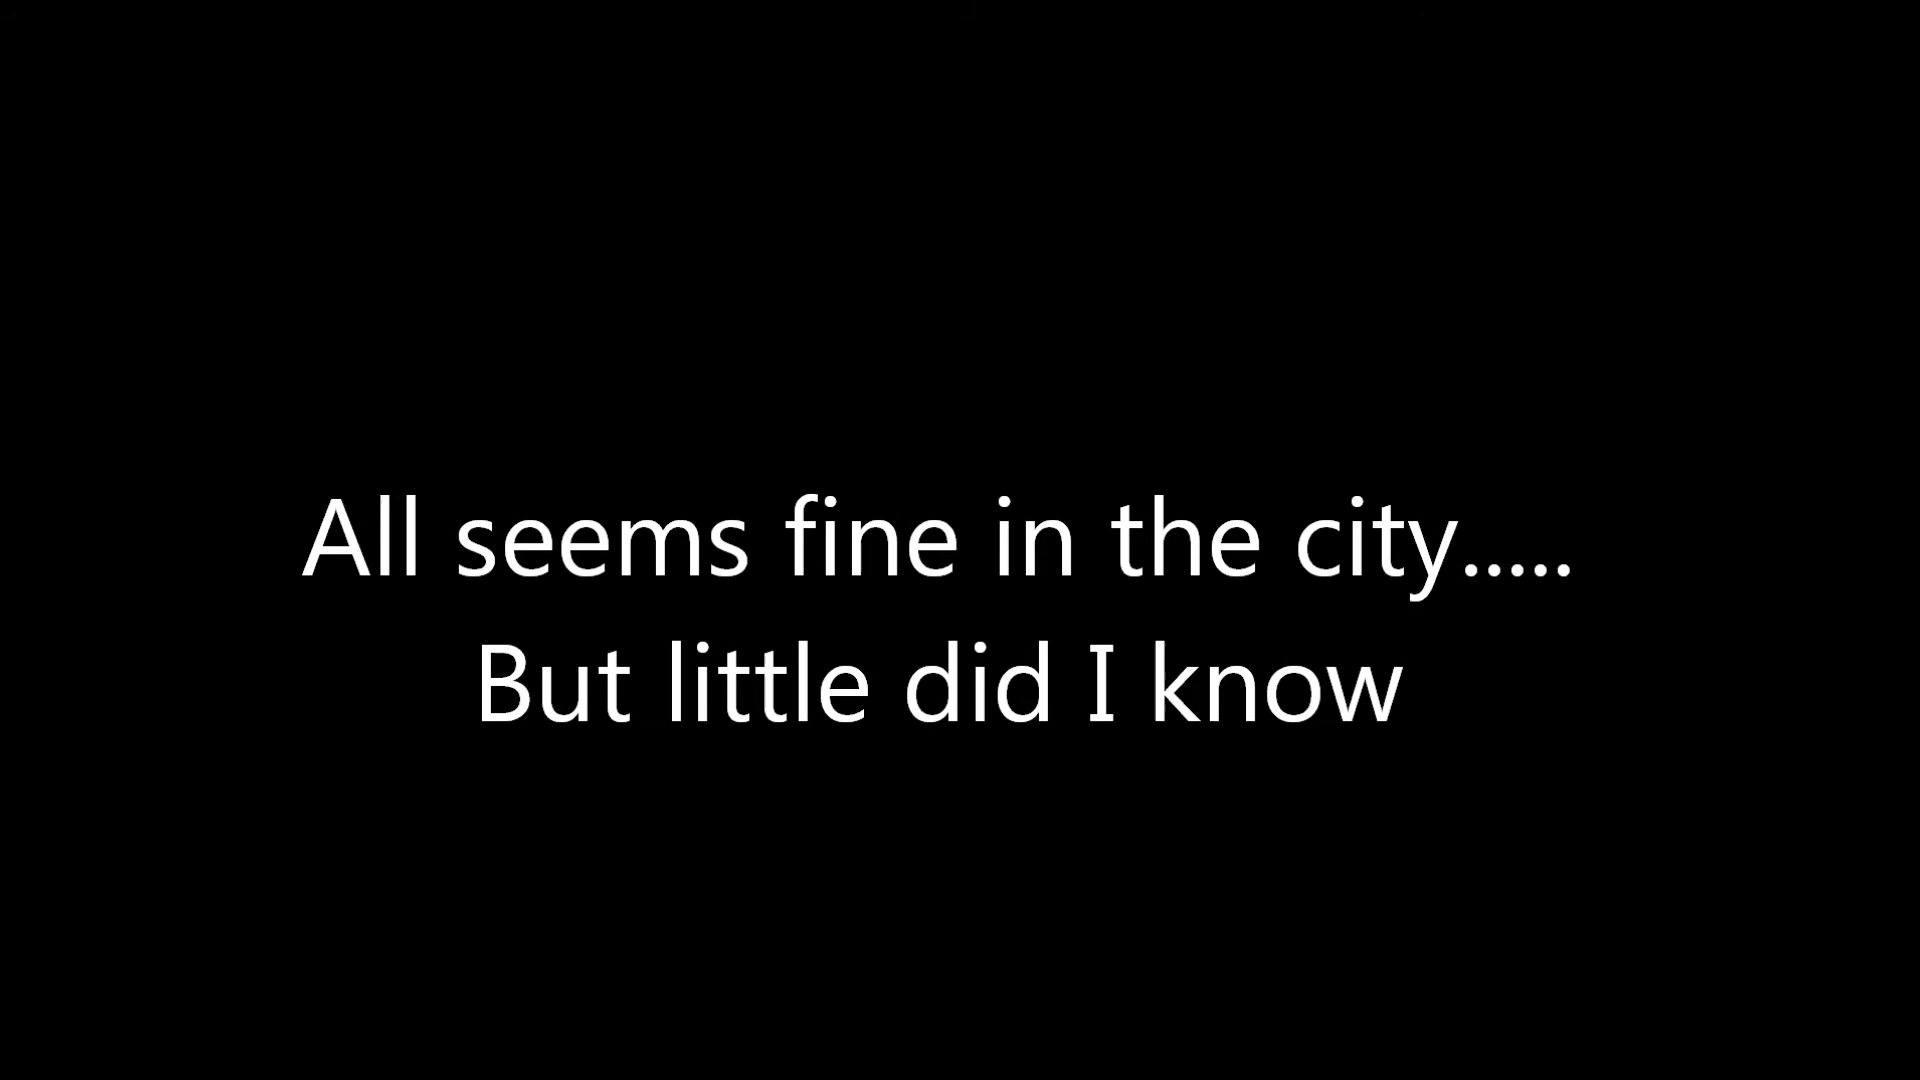 All seems fine in the city.....
But little did I know